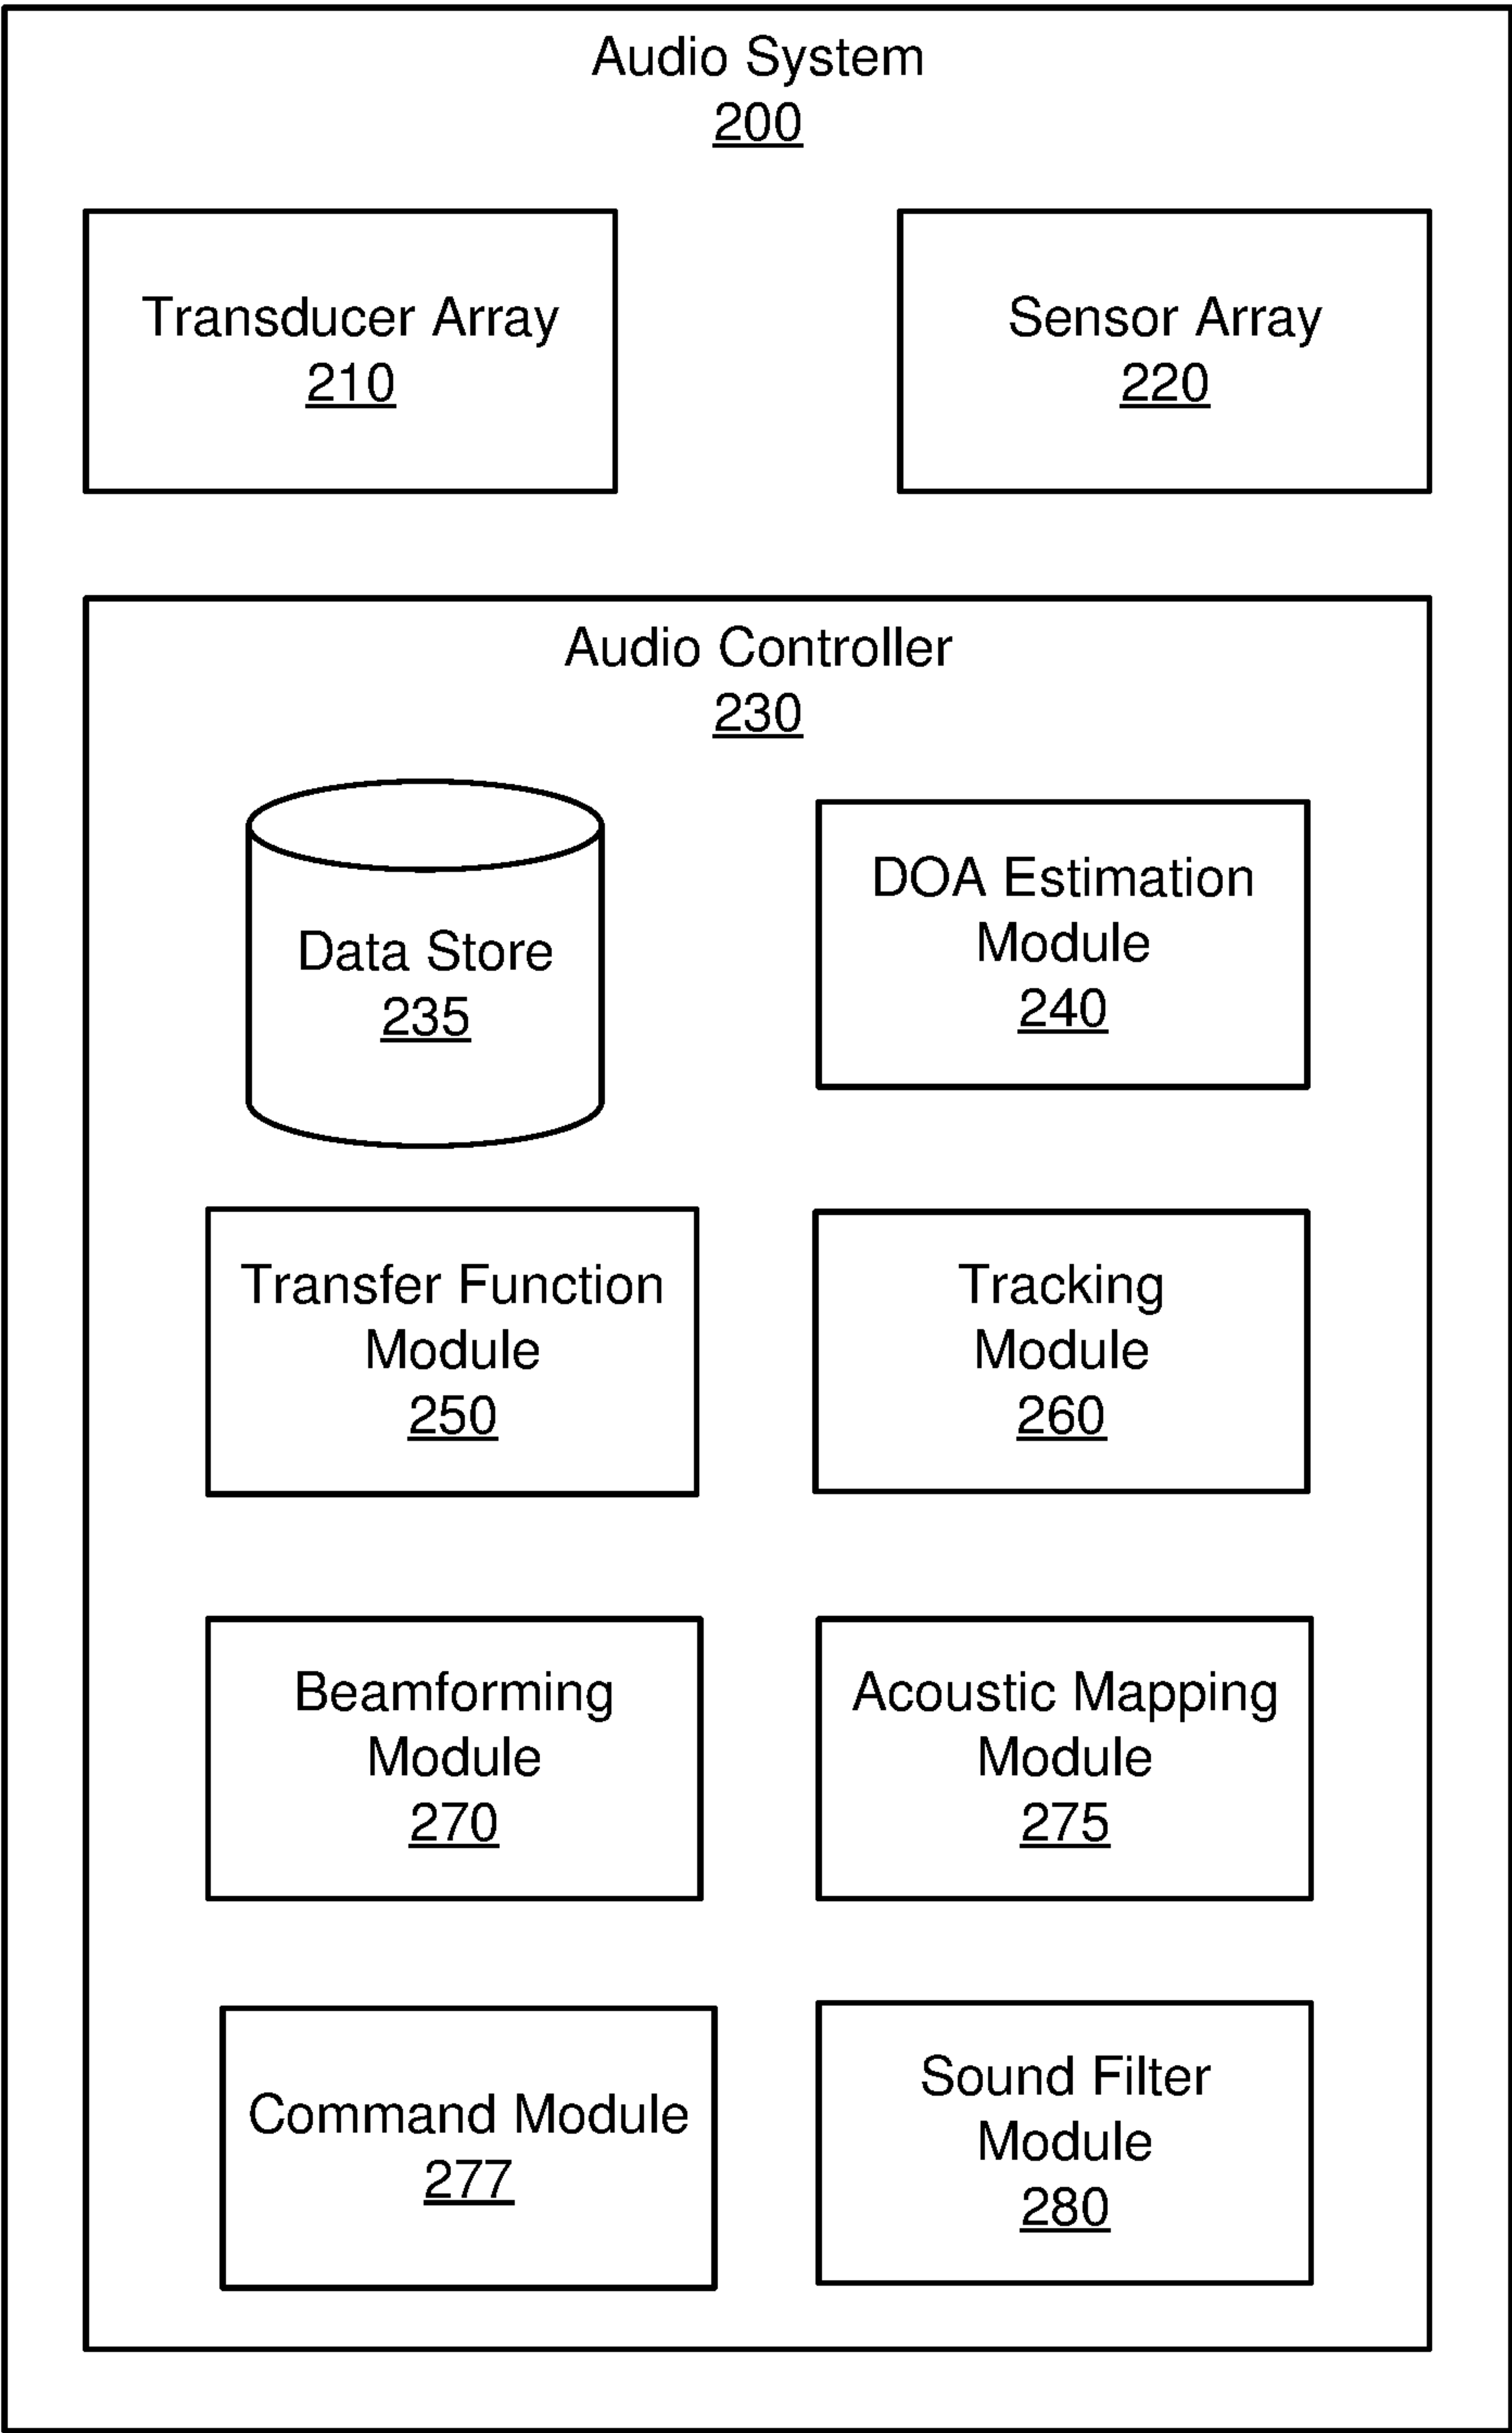 Audio System
200
Transducer Array
210
Sensor Array
220
Audio Controller
230
Data Store
235
DOA Estimation
Module
240
Transfer Function
Module
250
Tracking
Module
260
Beamforming
Module
270
Acoustic Mapping
Module
275
Command Module
277
Sound Filter
Module
280